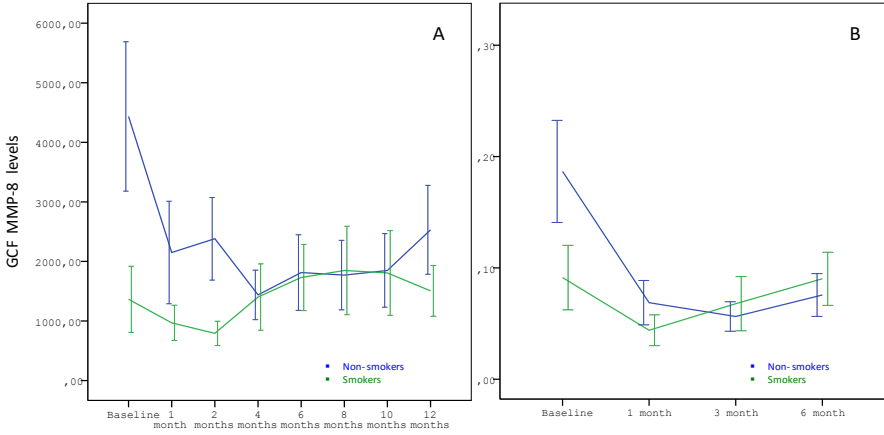 GCF MMP-8 levels
A
6000,00
5000,00
4000,00
3000,00
2000,00
1000,00
,00
Non-smokers
Smokers
Baseline 1 month 2 months 4 months 6 months 8 months 10 months 12 months
B
,30
,20
,10
,00
Non-smokers
Smokers
Baseline 1 month 3 month 6 month